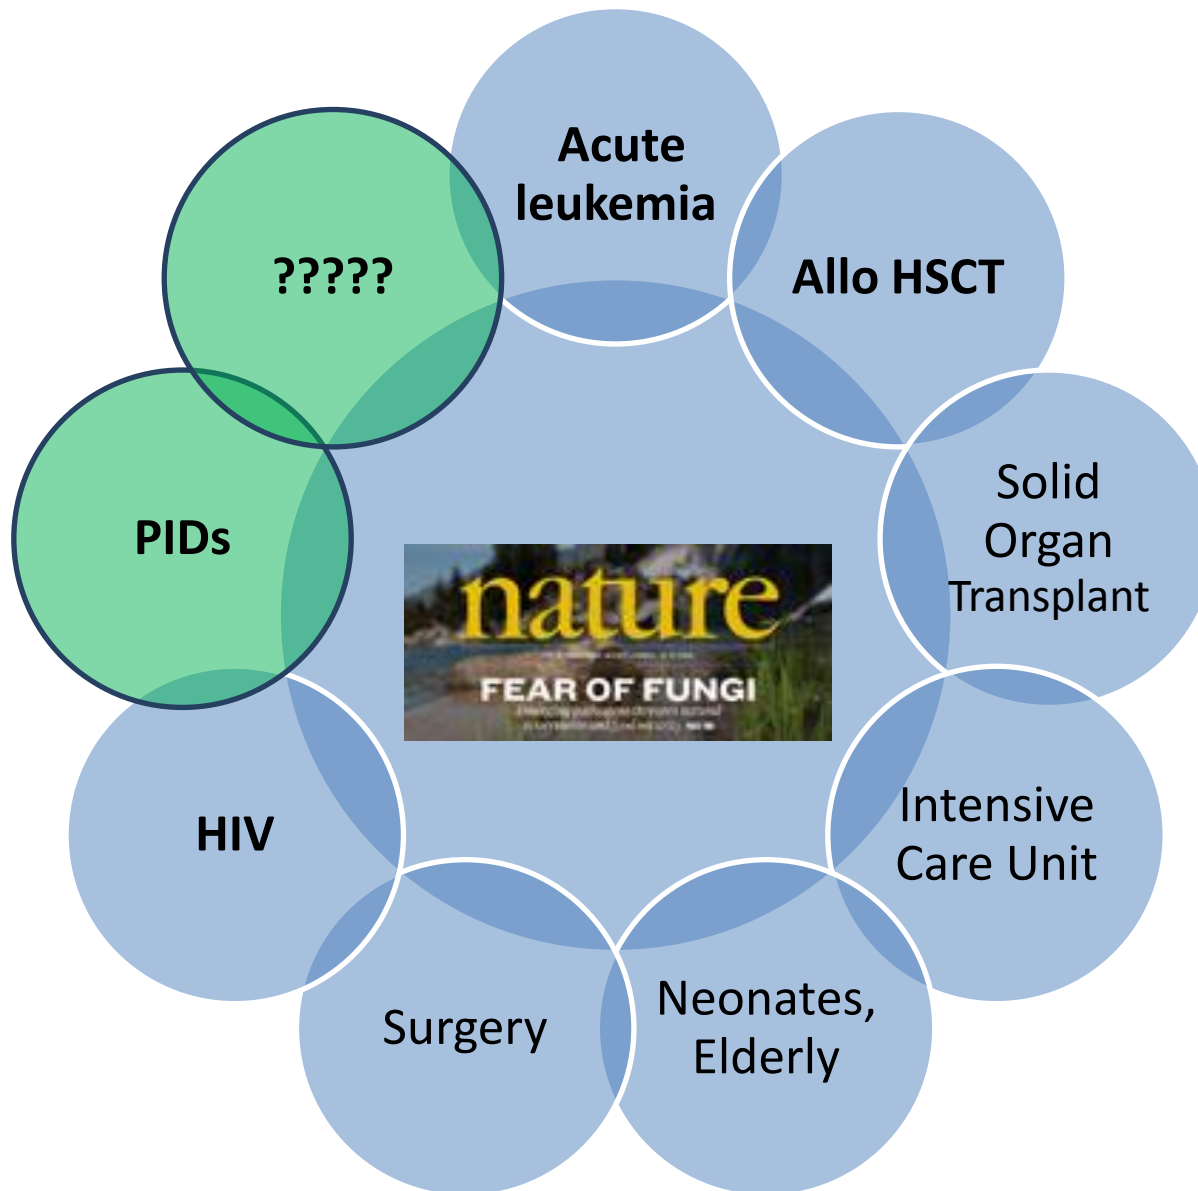 Acute
leukemia
Allo HSCT
Solid
Organ
Transplant
Intensive
Care Unit
Neonates,
Elderly
Surgery
HIV
PIDs
?????
nature
FEAR OF FUNGI